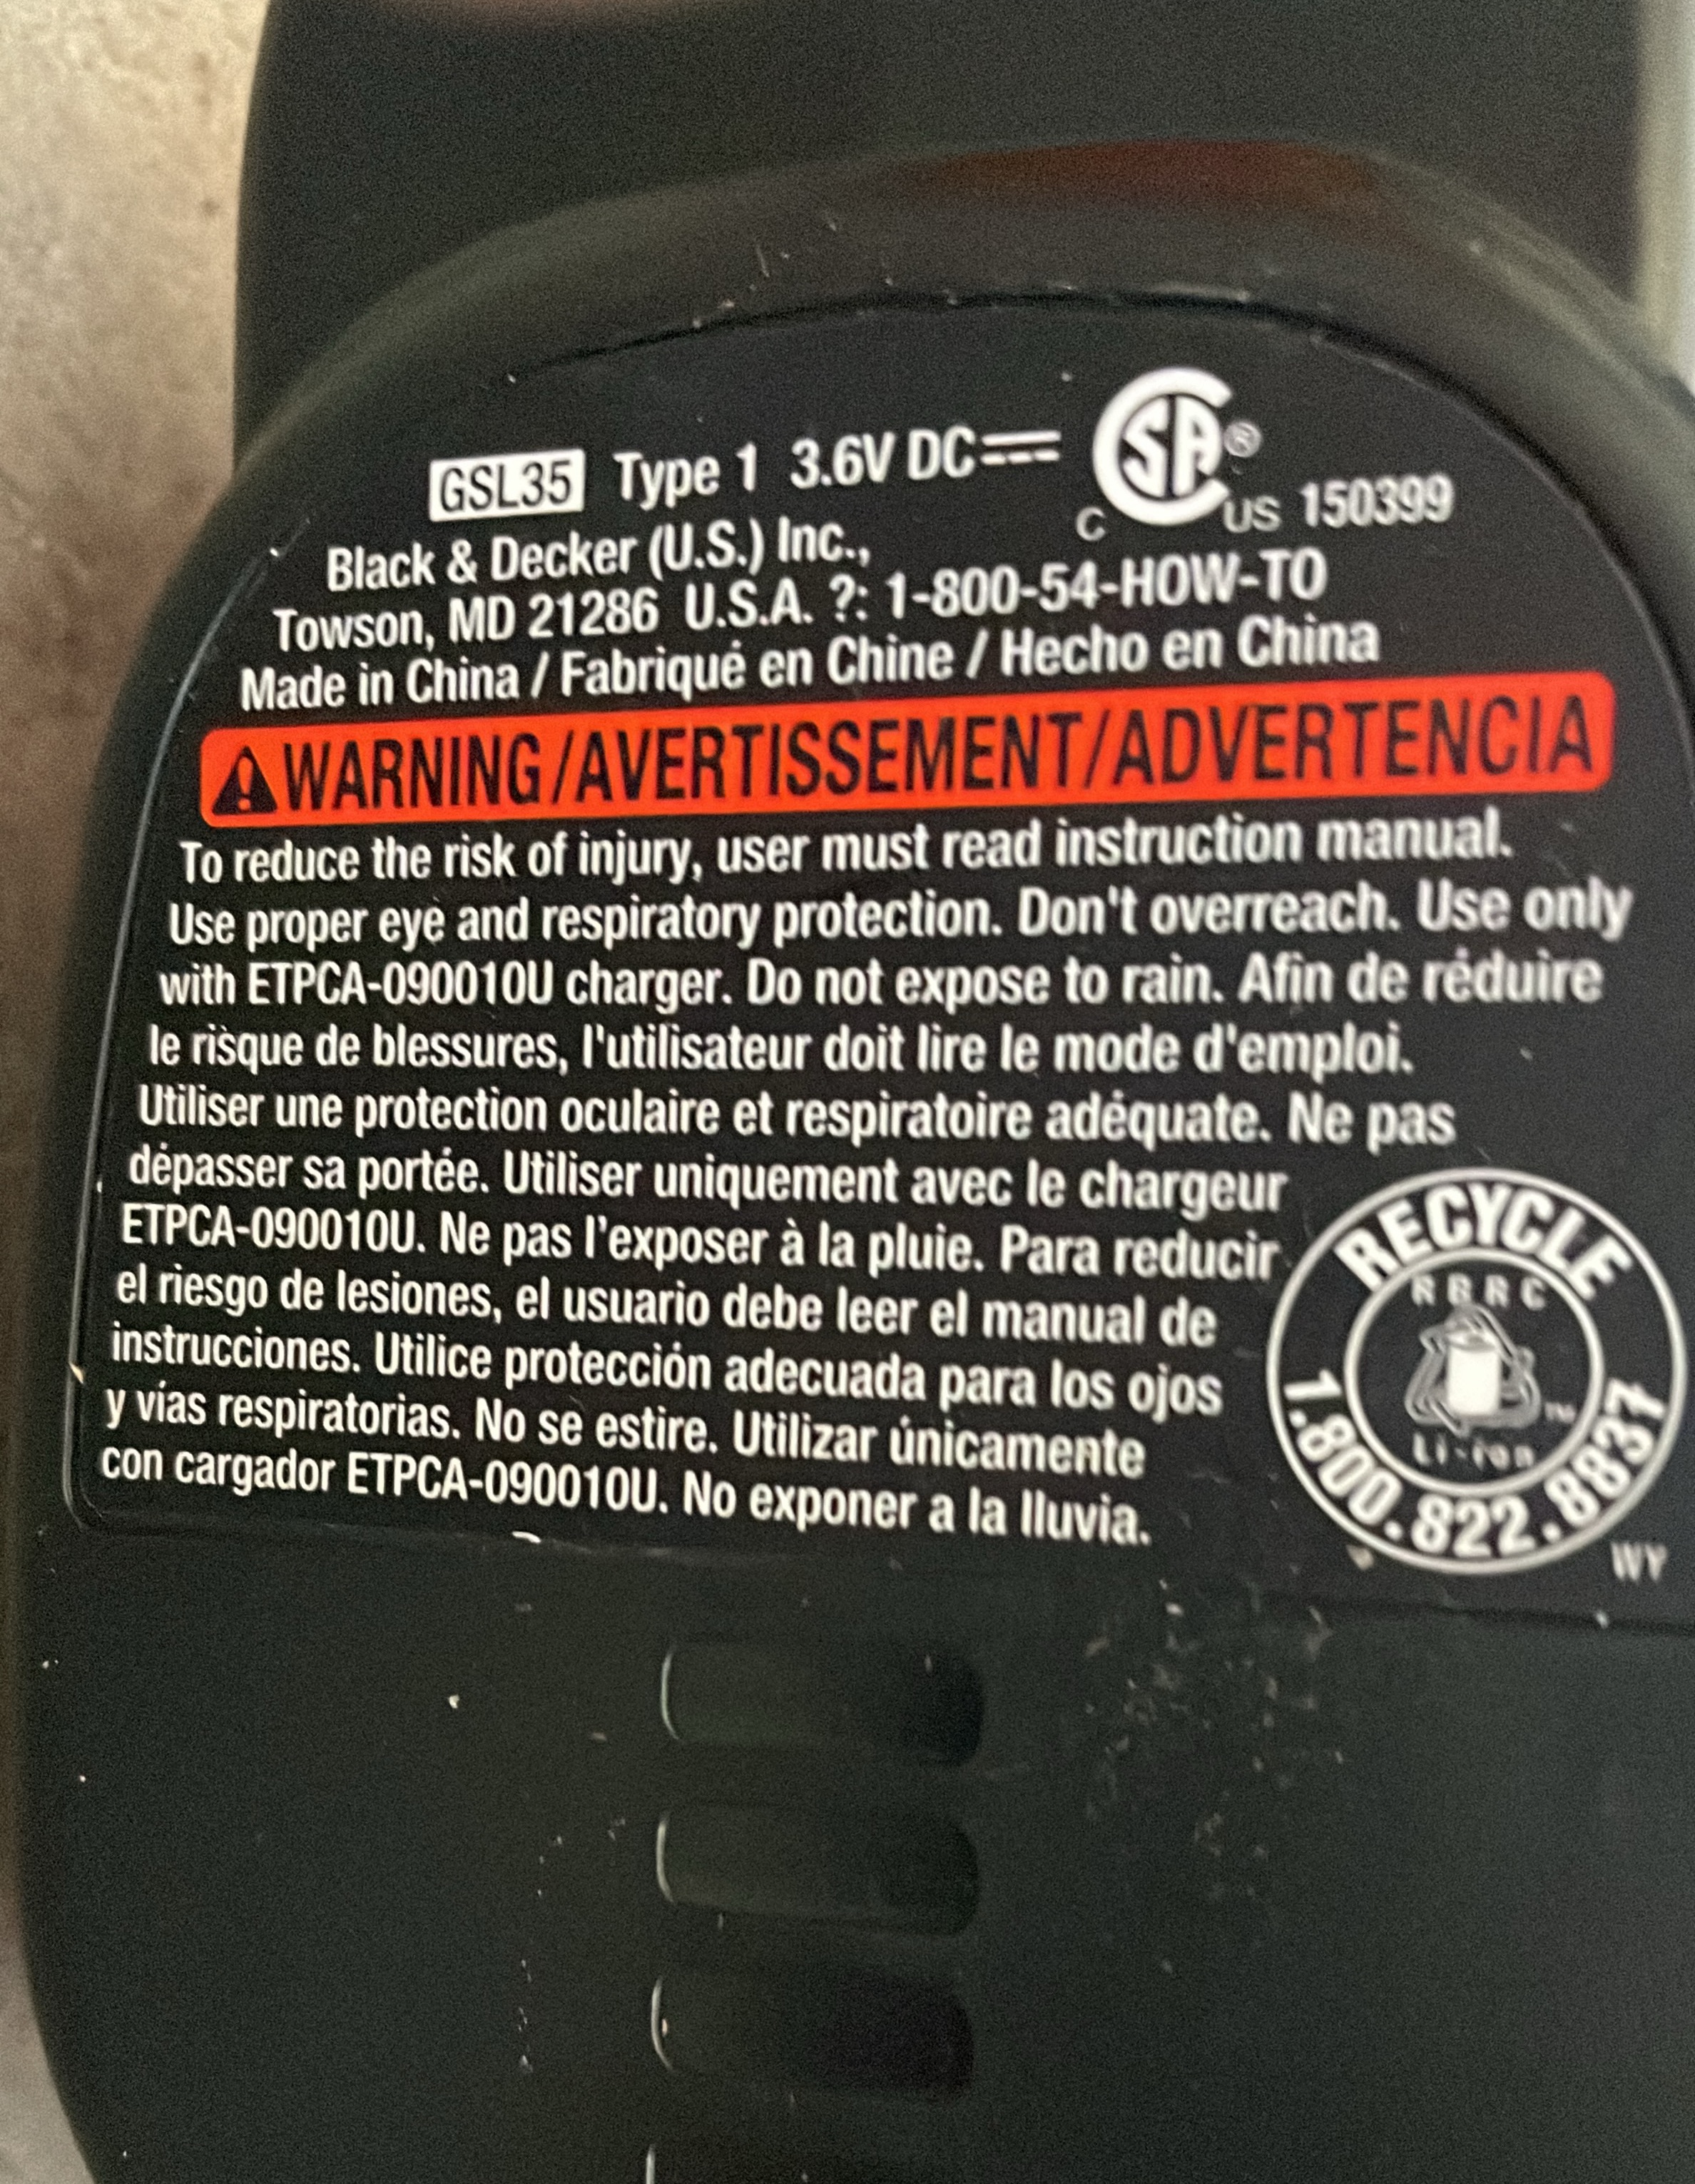 GSL35 Type 1 3.6V DC CSA® C US 150399
Black & Decker (U.S.) Inc.,
Towson, MD 21286 U.S.A. ?: 1-800-54-HOW-TO
Made in China / Fabriqué en Chine / Hecho en China
WARNING/AVERTISSEMENT/ADVERTENCIA
To reduce the risk of injury, user must read instruction manual.
Use proper eye and respiratory protection. Don't overreach. Use only
with ETPCA-090010U charger. Do not expose to rain. Afin de réduire
le risque de blessures, l'utilisateur doit lire le mode d'emploi.
Utiliser une protection oculaire et respiratoire adéquate. Ne pas
dépasser sa portée. Utiliser uniquement avec le chargeur
ETPCA-090010U. Ne pas l'exposer à la pluie. Para reducir
el riesgo de lesiones, el usuario debe leer el manual de
instrucciones. Utilice protección adecuada para los ojos
y vías respiratorias. No se estire. Utilizar únicamente
con cargador ETPCA-090010U. No exponer a la lluvia.
RECYCLE
RBRC
TM
Li-ion
1.800.822.8837
WY